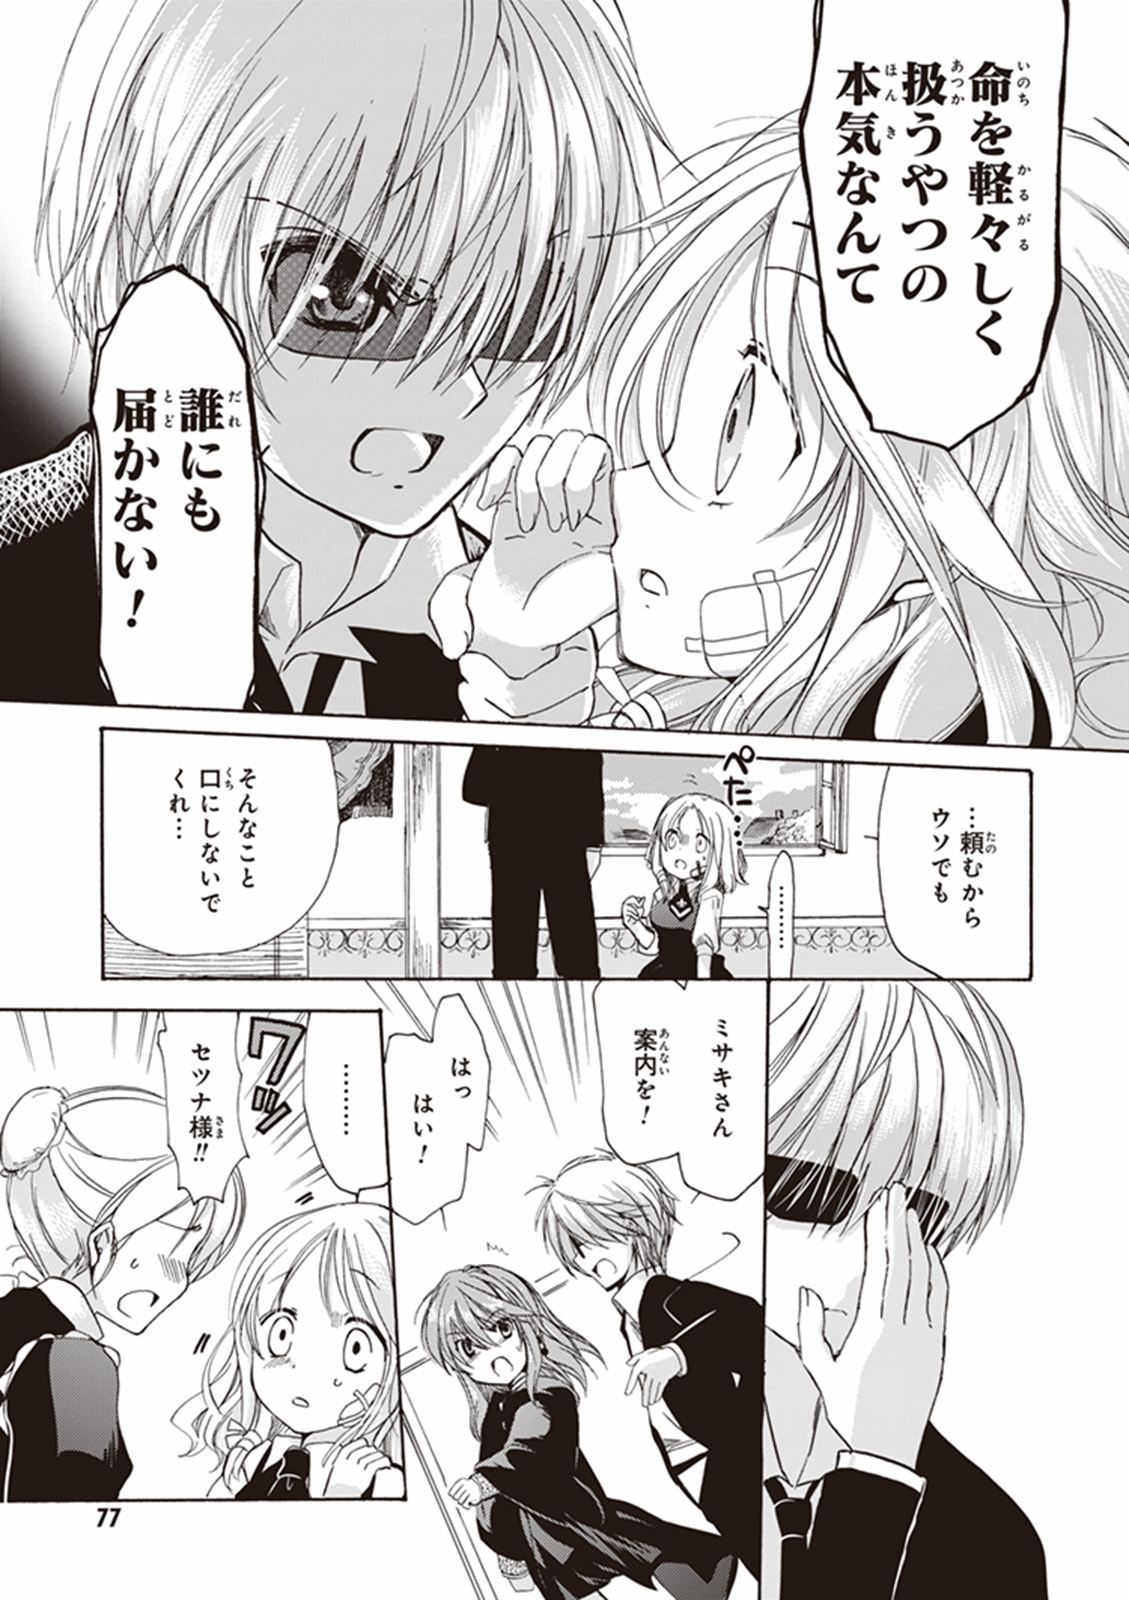 命を軽々しく
扱うやつの
本気なんて
誰にも
届かない!
…頼むから
ウソでも
ぺた…
………
そんなこと
口にしないで
くれ…
ミサキさん
案内を!
はっ
はい!
………
ワッ
セツナ様!!
77